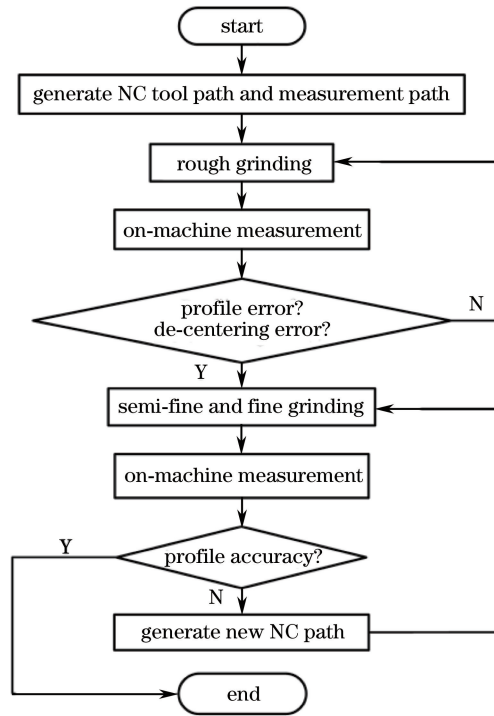 start
generate NC tool path and measurement path
rough grinding
on-machine measurement
profile error?
de-centering error?
N
Y
semi-fine and fine grinding
on-machine measurement
profile accuracy?
Y
N
generate new NC path
end